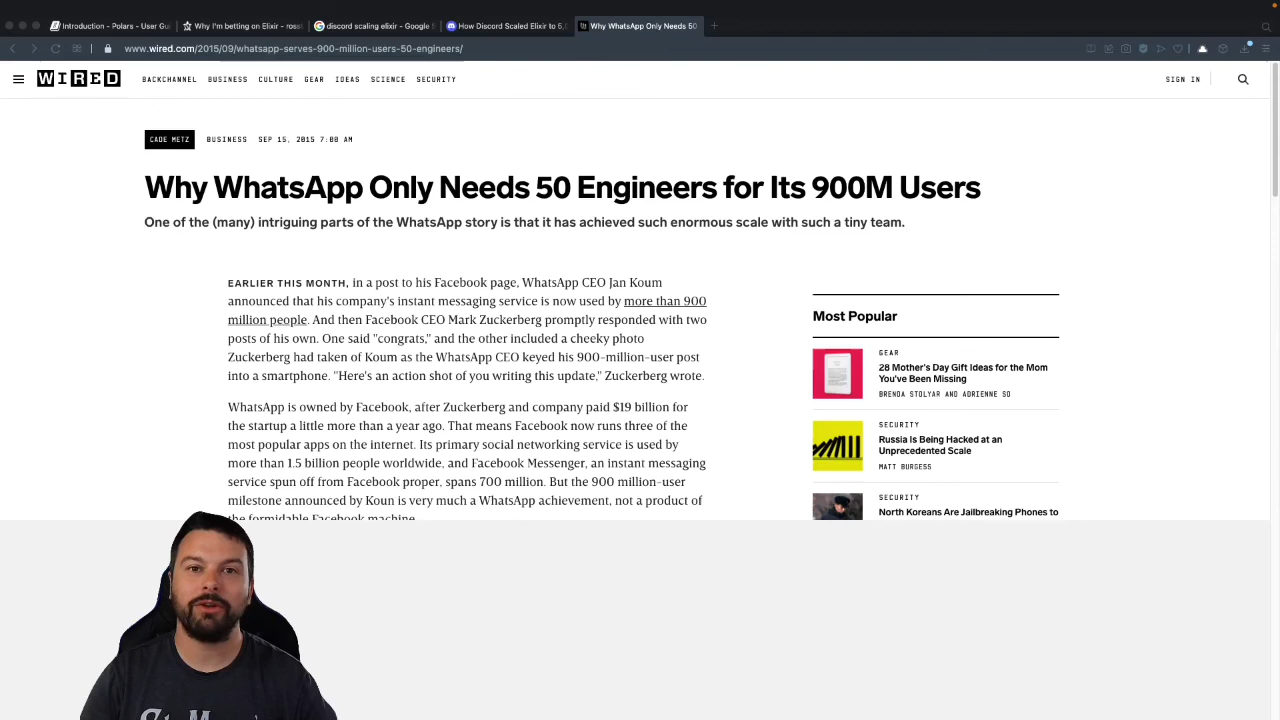 Introduction - Polars - User Gui
Why I'm betting on Elixir - ross
discord scaling elixir - Google S
How Discord Scaled Elixir to 5,0
Why WhatsApp Only Needs 50
www.wired.com/2015/09/whatsapp-serves-900-million-users-50-engineers/
WIRED
BACKCHANNEL BUSINESS CULTURE GEAR IDEAS SCIENCE SECURITY
SIGN IN
CADE METZ BUSINESS SEP 15, 2015 7:00 AM
Why WhatsApp Only Needs 50 Engineers for Its 900M Users
One of the (many) intriguing parts of the WhatsApp story is that it has achieved such enormous scale with such a tiny team.
EARLIER THIS MONTH, in a post to his Facebook page, WhatsApp CEO Jan Koum
announced that his company's instant messaging service is now used by more than 900
million people. And then Facebook CEO Mark Zuckerberg promptly responded with two
posts of his own. One said "congrats," and the other included a cheeky photo
Zuckerberg had taken of Koum as the WhatsApp CEO keyed his 900-million-user post
into a smartphone. "Here's an action shot of you writing this update," Zuckerberg wrote.
WhatsApp is owned by Facebook, after Zuckerberg and company paid $19 billion for
the startup a little more than a year ago. That means Facebook now runs three of the
most popular apps on the internet. Its primary social networking service is used by
more than 1.5 billion people worldwide, and Facebook Messenger, an instant messaging
service spun off from Facebook proper, spans 700 million. But the 900 million-user
milestone announced by Koun is very much a WhatsApp achievement, not a product of
the formidable Facebook machine.
Most Popular
GEAR
28 Mother's Day Gift Ideas for the Mom
You've Been Missing
BRENDA STOLYAR AND ADRIENNE SO
SECURITY
Russia Is Being Hacked at an
Unprecedented Scale
MATT BURGESS
SECURITY
North Koreans Are Jailbreaking Phones to